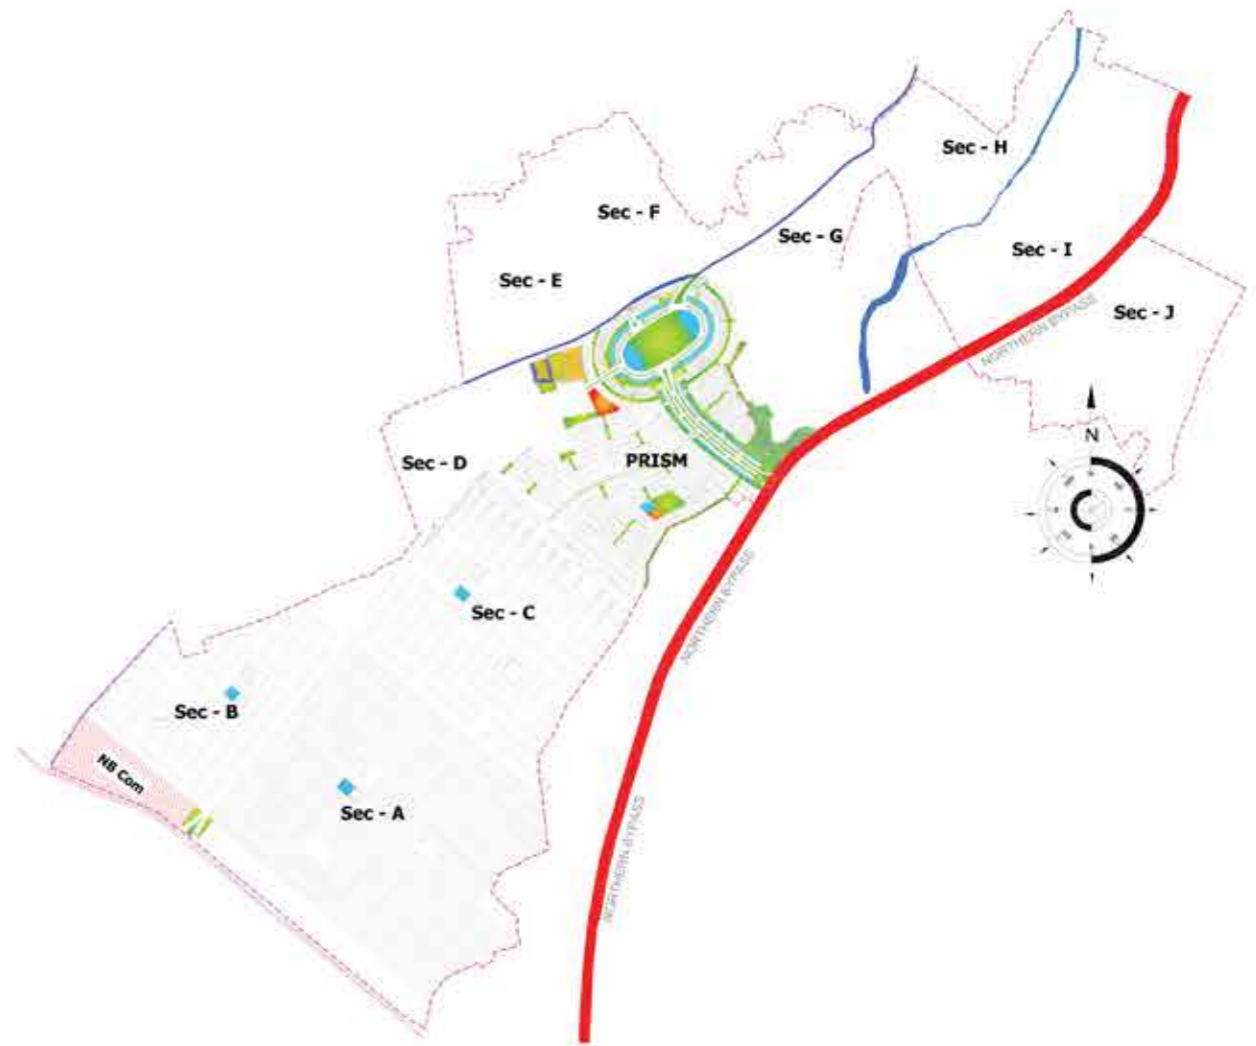 Sec - H
Sec - F
Sec - G
Sec - I
Sec - E
Sec - J
NORTHERN BYPASS
N
PRISM
Sec - D
NORTHERN BYPASS
Sec - C
Sec - B
NB Com
Sec - A
NORTHERN BYPASS